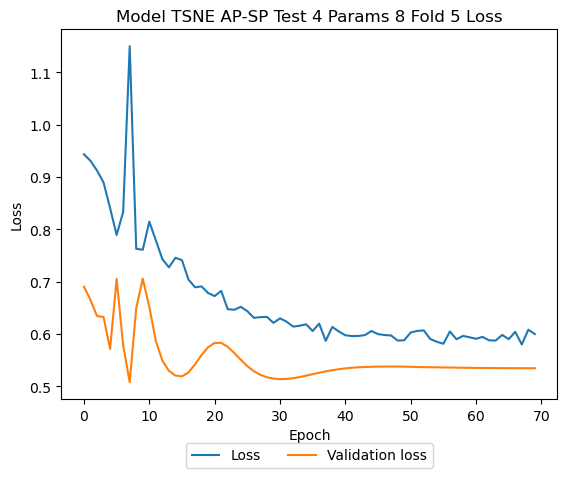 Model TSNE AP-SP Test 4 Params 8 Fold 5 Loss
Loss
1.1
1.0
0.9
0.8
0.7
0.6
0.5
0 10 20 30 40 50 60 70
Epoch
Loss Validation loss